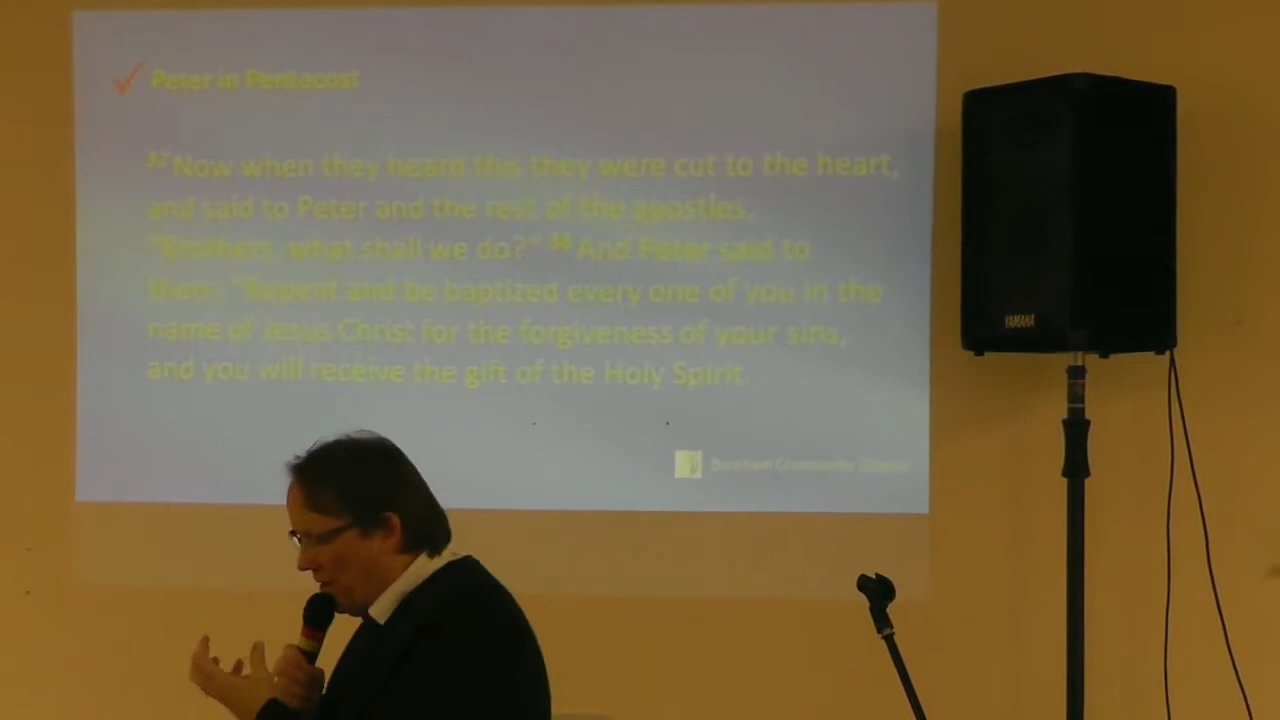 ✓ Peter in Pentecost
37 Now when they heard this they were cut to the heart,
and said to Peter and the rest of the apostles,
"Brothers, what shall we do?" 38 And Peter said to
them, "Repent and be baptized every one of you in the
name of Jesus Christ for the forgiveness of your sins,
and you will receive the gift of the Holy Spirit.
Community
YAMAHA